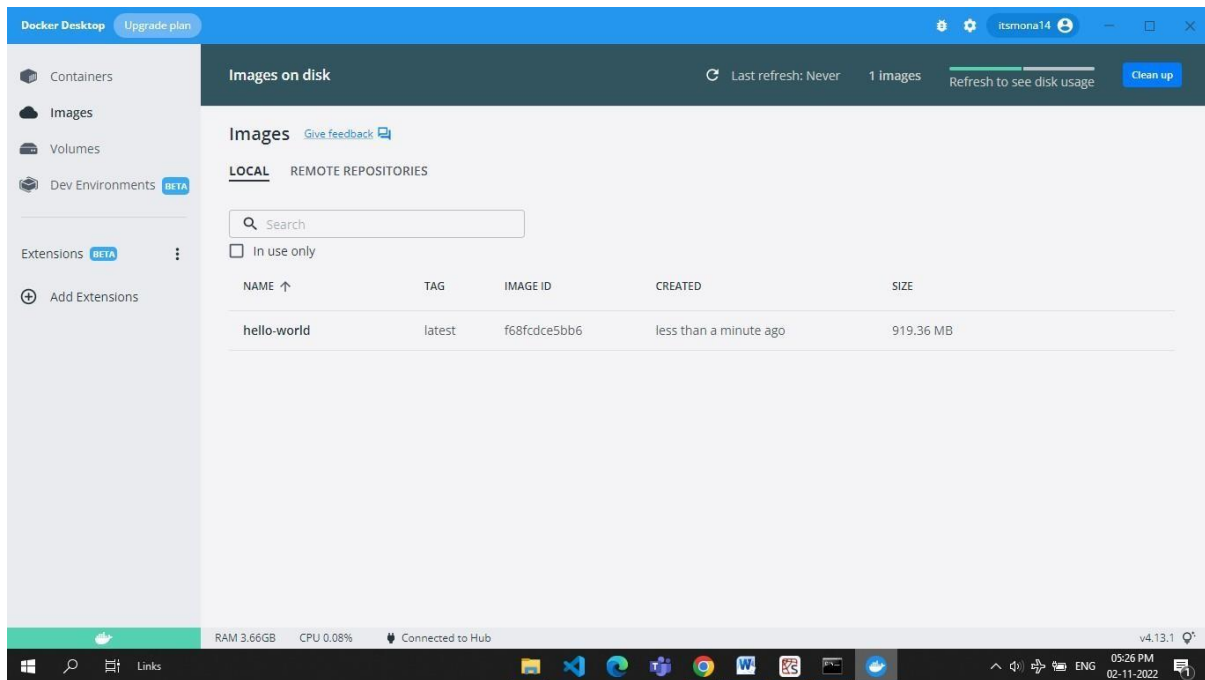 Docker Desktop Upgrade plan itsmona14
Containers
Images
Volumes
Dev Environments BETA
Extensions BETA
Add Extensions
Images on disk Last refresh: Never 1 images Refresh to see disk usage Clean up
Images Give feedback
LOCAL REMOTE REPOSITORIES
Search
In use only
NAME TAG IMAGE ID CREATED SIZE
hello-world latest f68fcdce5bb6 less than a minute ago 919.36 MB
RAM 3.66GB CPU 0.08% Connected to Hub v4.13.1
Links ENG 05:26 PM
02-11-2022